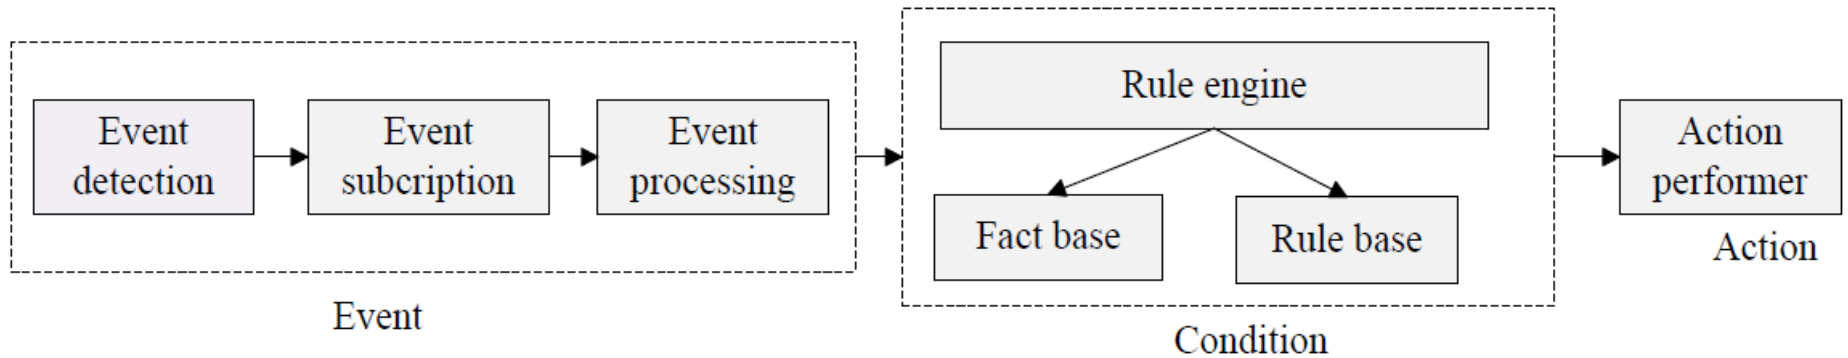 Event
detection
Event
subcription
Event
processing
Event
Rule engine
Fact base
Rule base
Condition
Action
performer
Action